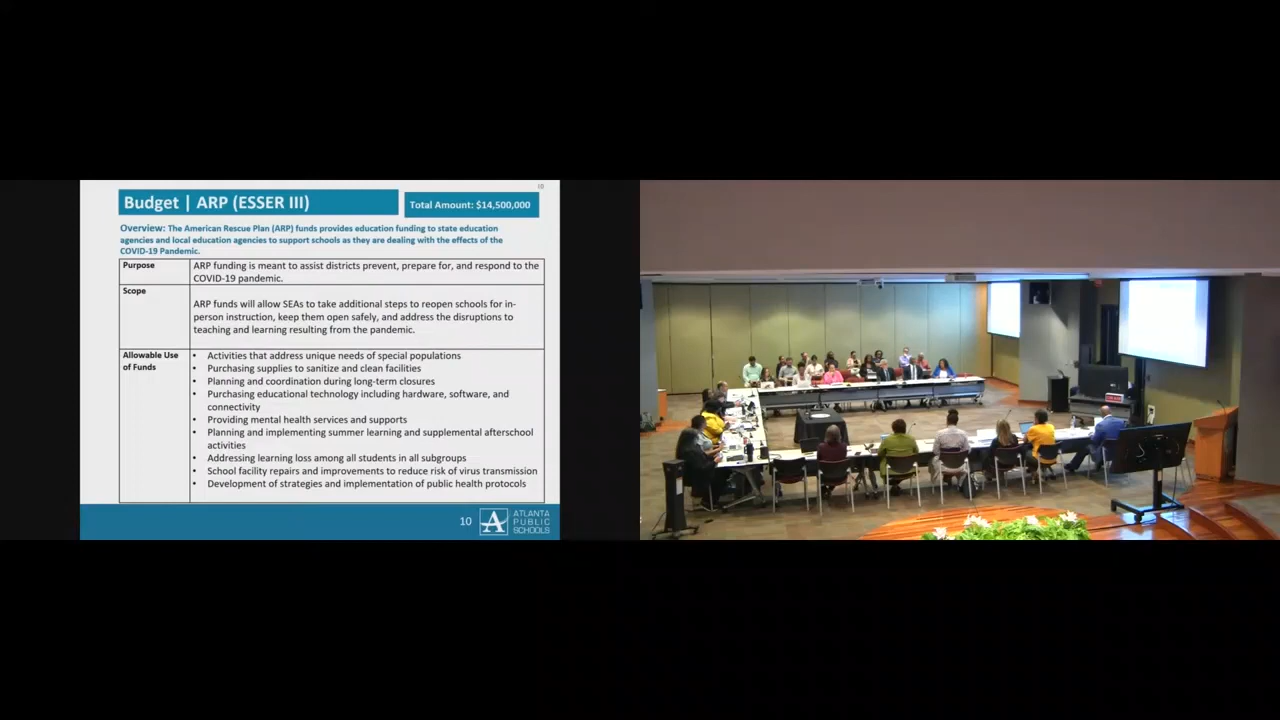 10
Budget | ARP (ESSER III)
Total Amount: $14,500,000
Overview: The American Rescue Plan (ARP) funds provides education funding to state education
agencies and local education agencies to support schools as they are dealing with the effects of the
COVID-19 Pandemic.
Purpose
ARP funding is meant to assist districts prevent, prepare for, and respond to the
COVID-19 pandemic.
Scope
ARP funds will allow SEAs to take additional steps to reopen schools for in-
person instruction, keep them open safely, and address the disruptions to
teaching and learning resulting from the pandemic.
Allowable Use
of Funds
• Activities that address unique needs of special populations
• Purchasing supplies to sanitize and clean facilities
• Planning and coordination during long-term closures
• Purchasing educational technology including hardware, software, and
connectivity
• Providing mental health services and supports
• Planning and implementing summer learning and supplemental afterschool
activities
• Addressing learning loss among all students in all subgroups
• School facility repairs and improvements to reduce risk of virus transmission
• Development of strategies and implementation of public health protocols
10
ATLANTA
PUBLIC
SCHOOLS